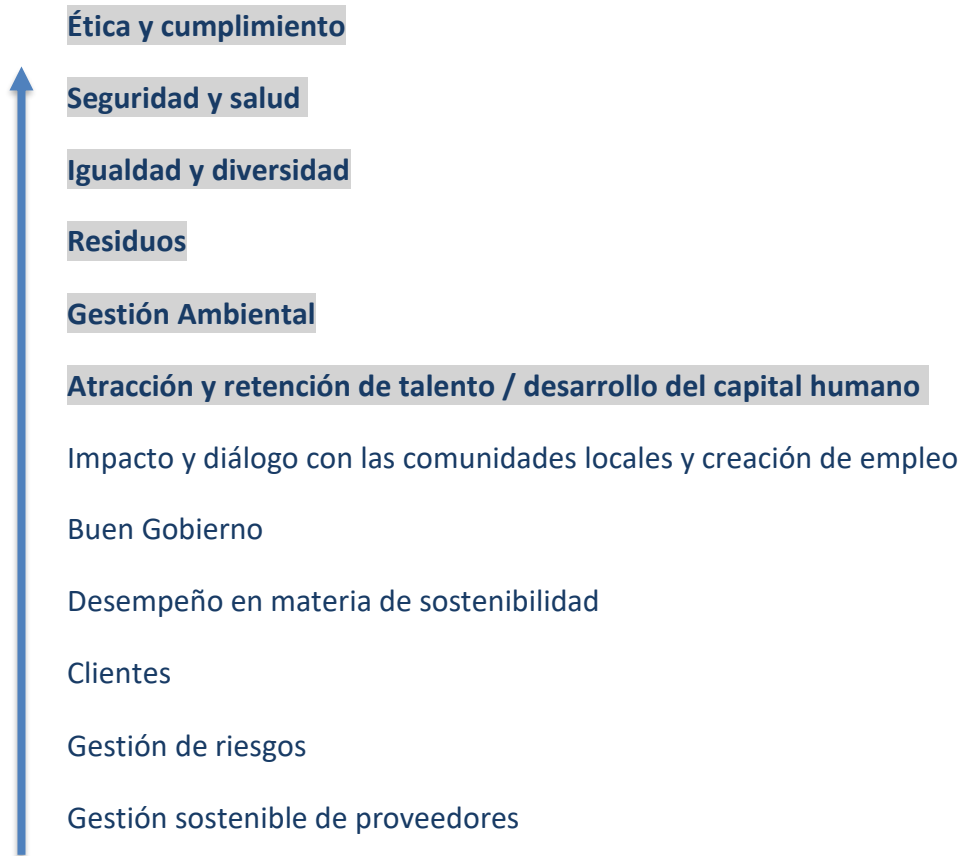 Ética y cumplimiento
Seguridad y salud
Igualdad y diversidad
Residuos
Gestión Ambiental
Atracción y retención de talento / desarrollo del capital humano
Impacto y diálogo con las comunidades locales y creación de empleo
Buen Gobierno
Desempeño en materia de sostenibilidad
Clientes
Gestión de riesgos
Gestión sostenible de proveedores